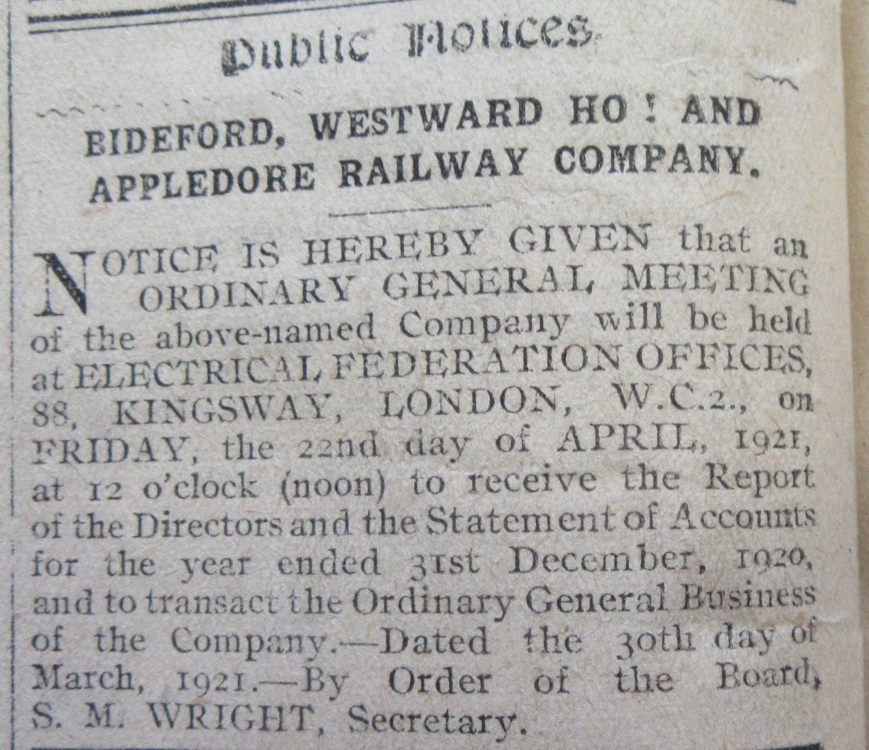 Public Notices.
BIDEFORD, WESTWARD HO! AND
APPLEDORE RAILWAY COMPANY.
NOTICE IS HEREBY GIVEN that an
ORDINARY GENERAL MEETING
of the above-named Company will be held
at ELECTRICAL FEDERATION OFFICES,
88, KINGSWAY, LONDON, W.C.2., on
FRIDAY, the 22nd day of APRIL, 1921,
at 12 o'clock (noon) to receive the Report
of the Directors and the Statement of Accounts
for the year ended 31st December, 1920,
and to transact the Ordinary General Business
of the Company.—Dated the 30th day of
March, 1921.—By Order of the Board,
S. M. WRIGHT, Secretary.